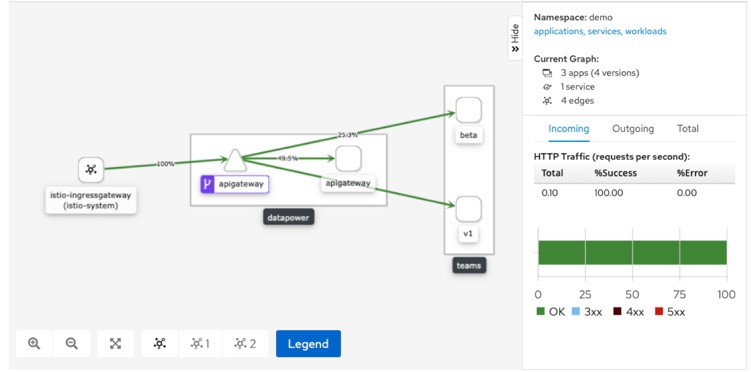 100%
25.3%
49.5%
istio-ingressgateway
(istio-system)
apigateway
apigateway
datapower
beta
v1
teams
1
2
Legend
Hide
Namespace: demo
applications, services, workloads
Current Graph:
3 apps (4 versions)
1 service
4 edges
Incoming Outgoing Total
HTTP Traffic (requests per second):
Total %Success %Error
0.10 100.00 0.00
0 25 50 75 100
OK 3xx 4xx 5xx